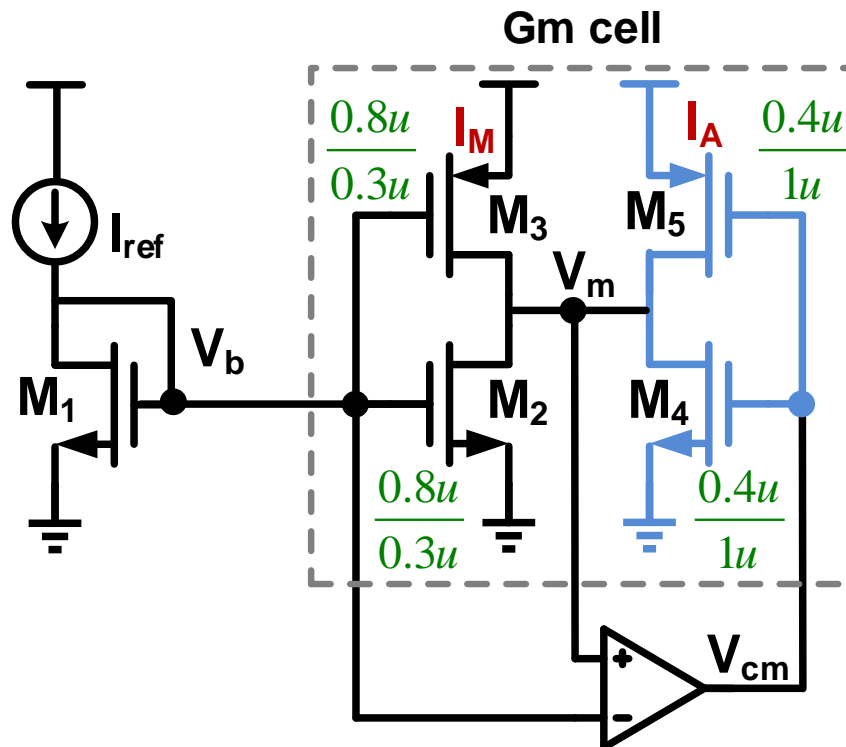 Gm cell
0.8u
0.3u
I_M
I_A
0.4u
1u
M_3
M_5
I_ref
V_m
V_b
M_1
M_2
M_4
0.8u
0.3u
0.4u
1u
+
V_cm
-